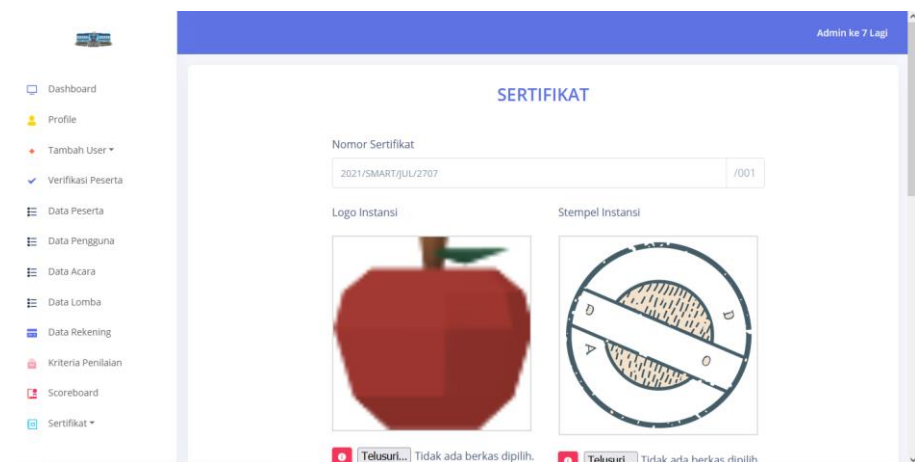 Admin ke 7 Lagi
Dashboard
Profile
Tambah User
Verifikasi Peserta
Data Peserta
Data Pengguna
Data Acara
Data Lomba
Data Rekening
Kriteria Penilaian
Scoreboard
Sertifikat
SERTIFIKAT
Nomor Sertifikat
2021/SMART/JUL/2707 /001
Logo Instansi Stempel Instansi
D D
A O
Telusuri... Tidak ada berkas dipilih. Telusuri... Tidak ada berkas dipilih.